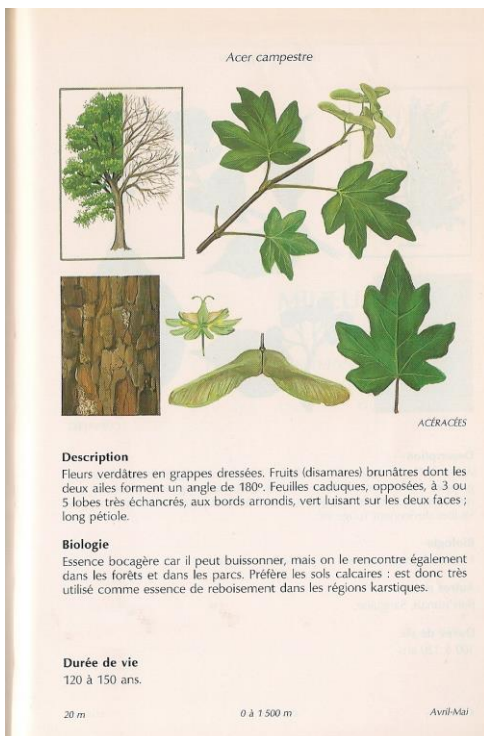 Acer campestre
ACÉRACÉES
Description
Fleurs verdâtres en grappes dressées. Fruits (disamares) brunâtres dont les
deux ailes forment un angle de 180º. Feuilles caduques, opposées, à 3 ou
5 lobes très échancrés, aux bords arrondis, vert luisant sur les deux faces ;
long pétiole.
Biologie
Essence bocagère car il peut buissonner, mais on le rencontre également
dans les forêts et dans les parcs. Préfère les sols calcaires : est donc très
utilisé comme essence de reboisement dans les régions karstiques.
Durée de vie
120 à 150 ans.
20 m
0 à 1 500 m
Avril-Mai